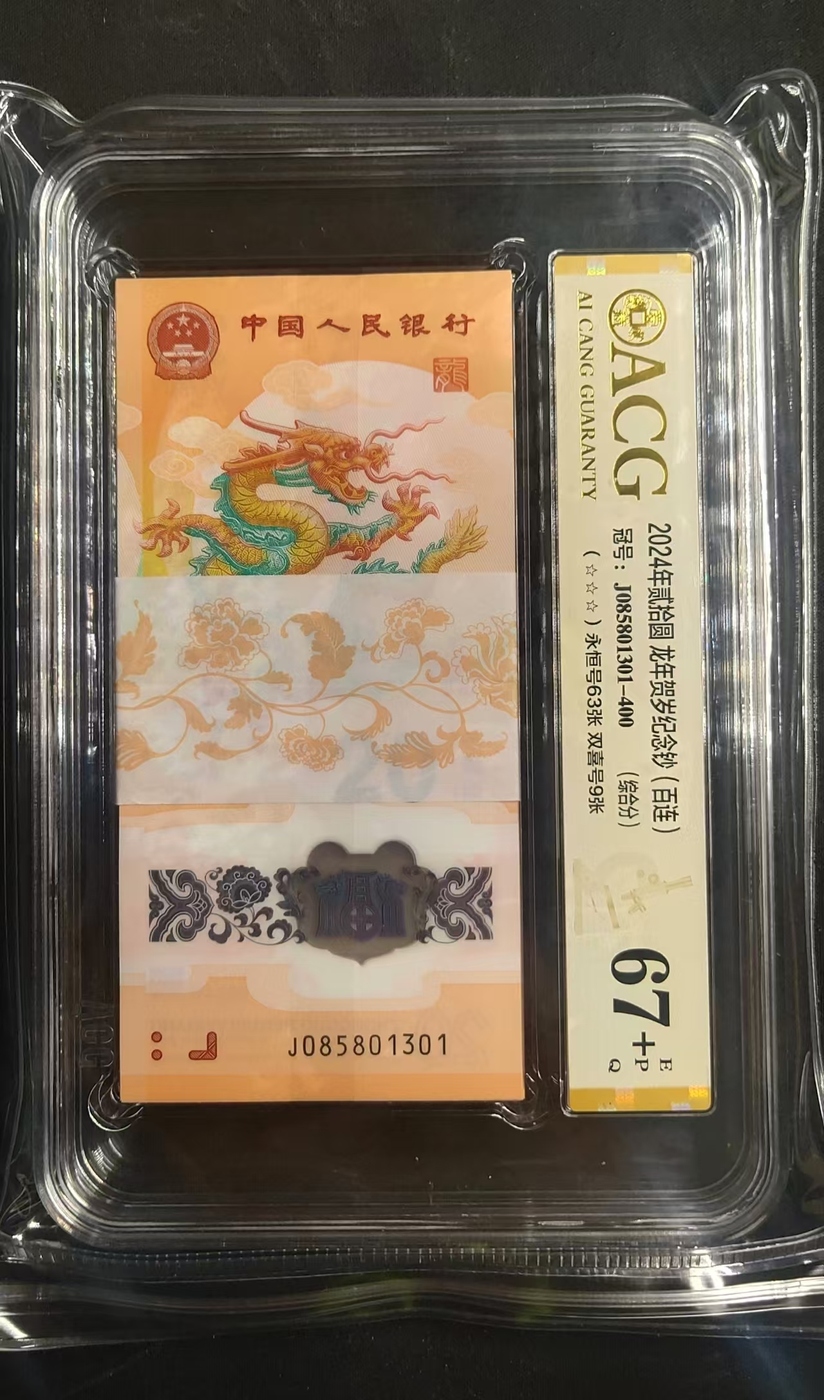 中国人民银行
龍
J085801301
ACG
AI CANG GUARANTY
2024年贰拾圆 龙年贺岁纪念钞（百连）
冠号：J085801301-400 （综合分）
（☆☆☆）永恒号63张 双喜号9张
67+
E
P
Q